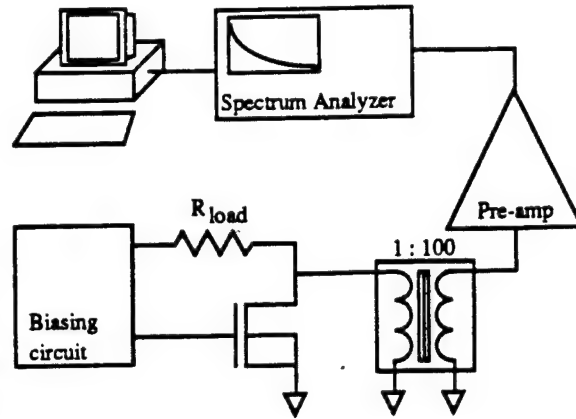 Spectrum Analyzer
Pre-amp
R load
1 : 100
Biasing
circuit